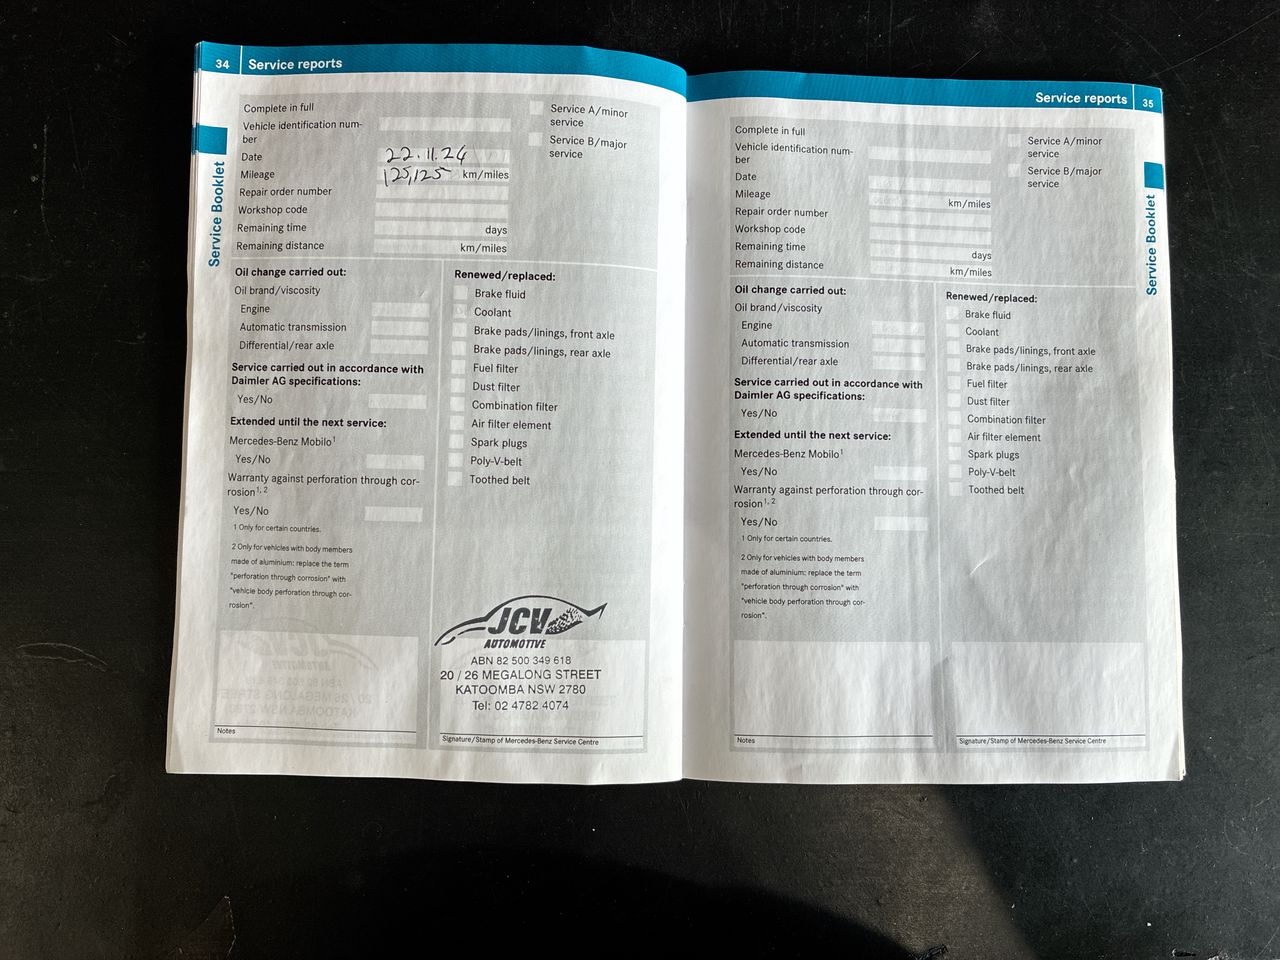 34 Service reports
Service Booklet
Complete in full
Vehicle identification num-
ber
Date 22.11.24
Mileage 125,125 km/miles
Repair order number
Workshop code
Remaining time days
Remaining distance km/miles
Service A/minor
service
Service B/major
service
Oil change carried out:
Oil brand/viscosity
Engine
Automatic transmission
Differential/rear axle
Service carried out in accordance with
Daimler AG specifications:
Yes/No
Extended until the next service:
Mercedes-Benz Mobilo¹
Yes/No
Warranty against perforation through cor-
rosion¹,²
Yes/No
1 Only for certain countries.
2 Only for vehicles with body members
made of aluminium: replace the term
"perforation through corrosion" with
"vehicle body perforation through cor-
rosion".
Renewed/replaced:
Brake fluid
Coolant
Brake pads/linings, front axle
Brake pads/linings, rear axle
Fuel filter
Dust filter
Combination filter
Air filter element
Spark plugs
Poly-V-belt
Toothed belt
JCV
AUTOMOTIVE
ABN 82 500 349 618
20 / 26 MEGALONG STREET
KATOOMBA NSW 2780
Tel: 02 4782 4074
Notes
Signature/Stamp of Mercedes-Benz Service Centre
Service reports 35
Service Booklet
Complete in full
Vehicle identification num-
ber
Date
Mileage km/miles
Repair order number
Workshop code
Remaining time days
Remaining distance km/miles
Service A/minor
service
Service B/major
service
Oil change carried out:
Oil brand/viscosity
Engine
Automatic transmission
Differential/rear axle
Service carried out in accordance with
Daimler AG specifications:
Yes/No
Extended until the next service:
Mercedes-Benz Mobilo¹
Yes/No
Warranty against perforation through cor-
rosion¹,²
Yes/No
1 Only for certain countries.
2 Only for vehicles with body members
made of aluminium: replace the term
"perforation through corrosion" with
"vehicle body perforation through cor-
rosion".
Renewed/replaced:
Brake fluid
Coolant
Brake pads/linings, front axle
Brake pads/linings, rear axle
Fuel filter
Dust filter
Combination filter
Air filter element
Spark plugs
Poly-V-belt
Toothed belt
Notes
Signature/Stamp of Mercedes-Benz Service Centre